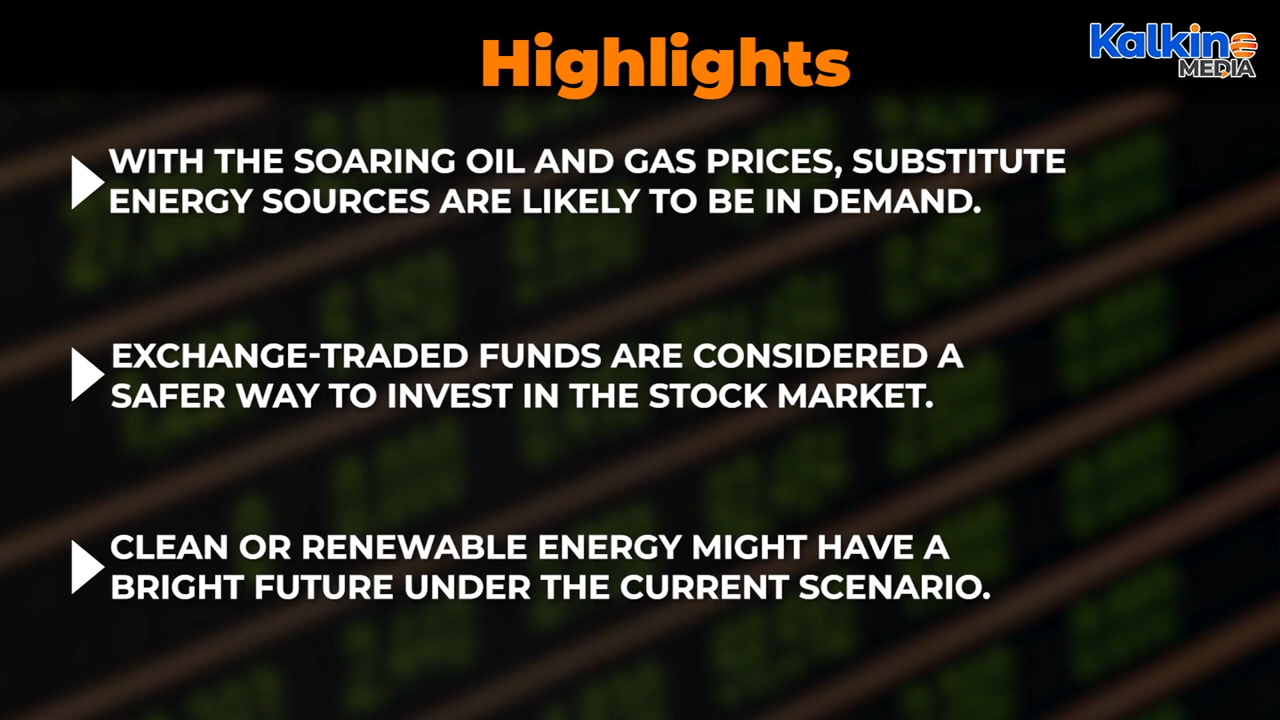 Highlights
Kalkine
MEDIA
WITH THE SOARING OIL AND GAS PRICES, SUBSTITUTE
ENERGY SOURCES ARE LIKELY TO BE IN DEMAND.
EXCHANGE-TRADED FUNDS ARE CONSIDERED A
SAFER WAY TO INVEST IN THE STOCK MARKET.
CLEAN OR RENEWABLE ENERGY MIGHT HAVE A
BRIGHT FUTURE UNDER THE CURRENT SCENARIO.